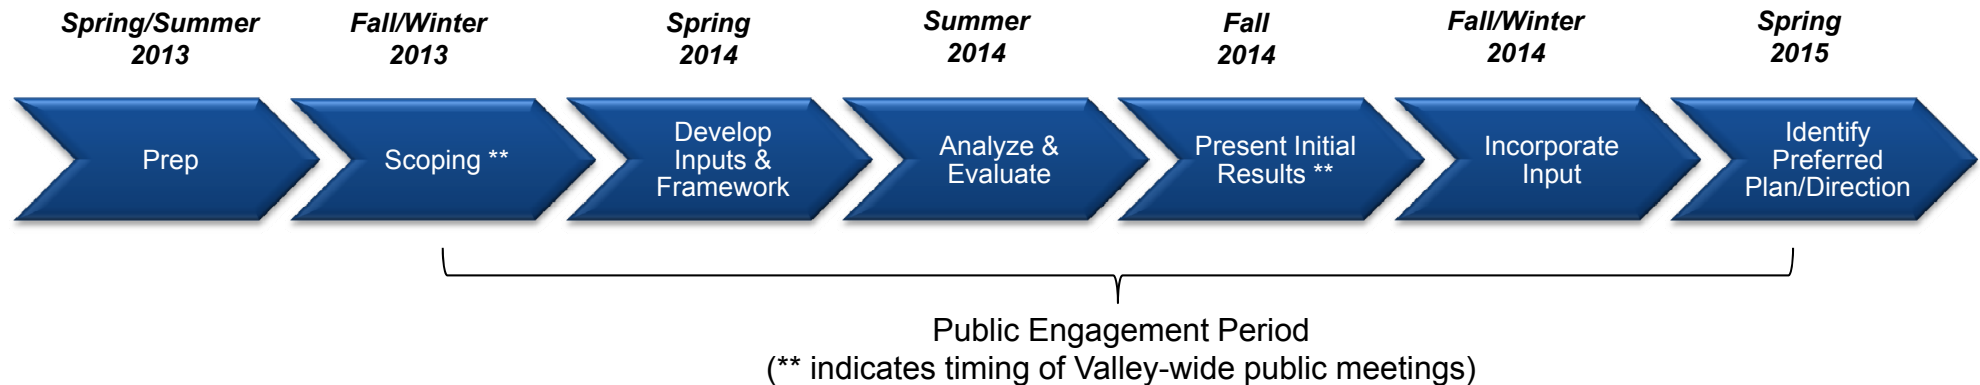 Spring/Summer
2013
Fall/Winter
2013
Spring
2014
Summer
2014
Fall
2014
Fall/Winter
2014
Spring
2015
Prep
Scoping **
Develop
Inputs &
Framework
Analyze &
Evaluate
Present Initial
Results **
Incorporate
Input
Identify
Preferred
Plan/Direction
Public Engagement Period
(** indicates timing of Valley-wide public meetings)